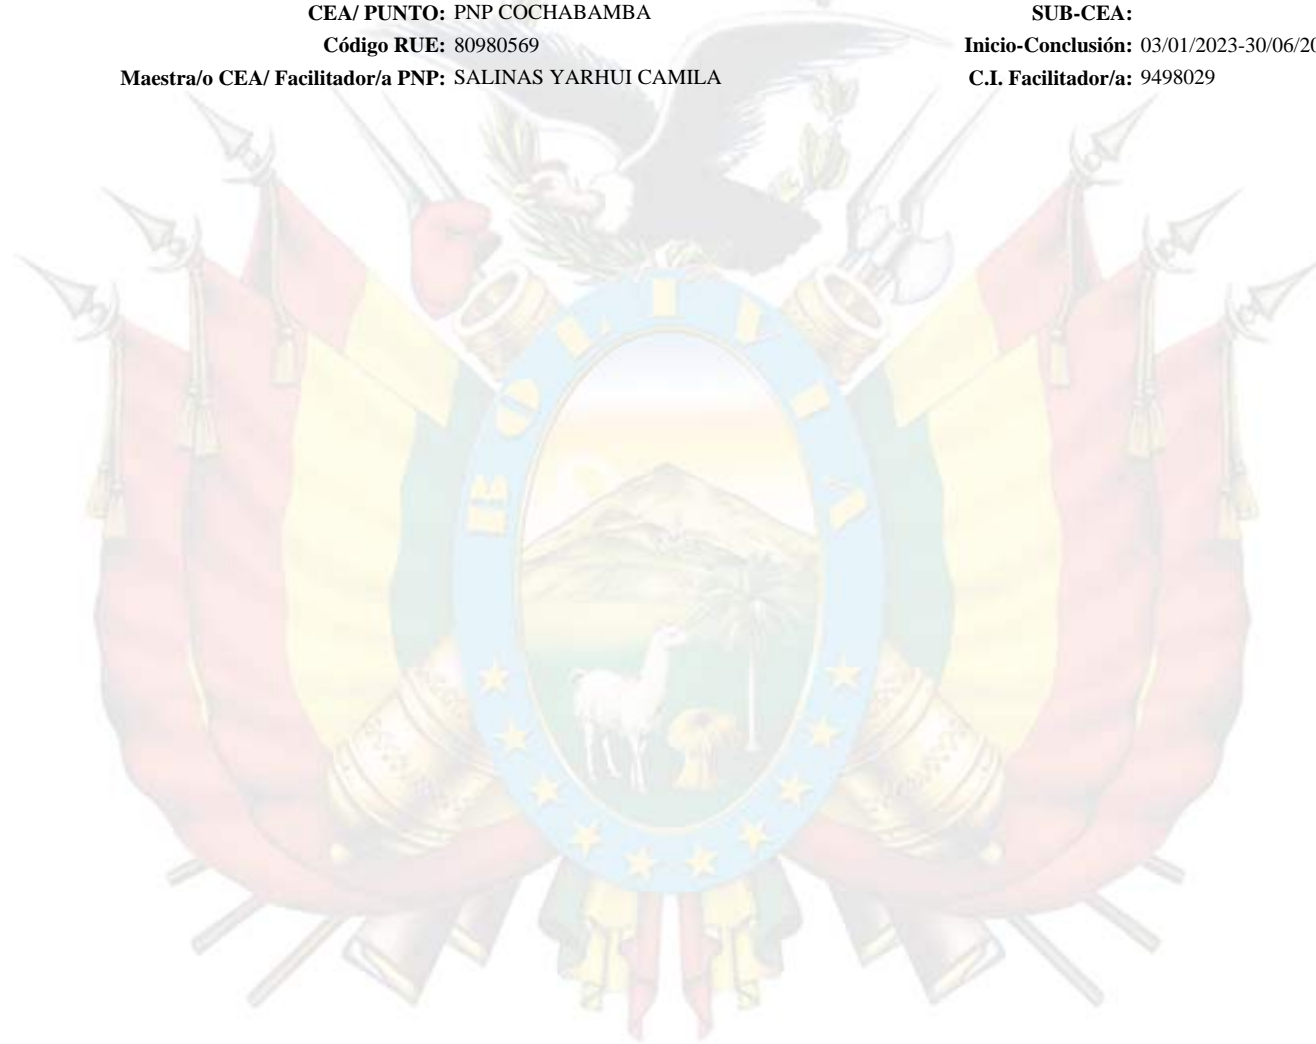 CEA/ PUNTO: PNP COCHABAMBA SUB-CEA:
Código RUE: 80980569 Inicio-Conclusión: 03/01/2023-30/06/20
Maestra/o CEA/ Facilitador/a PNP: SALINAS YARHUI CAMILA C.I. Facilitador/a: 9498029
BOLIVIA